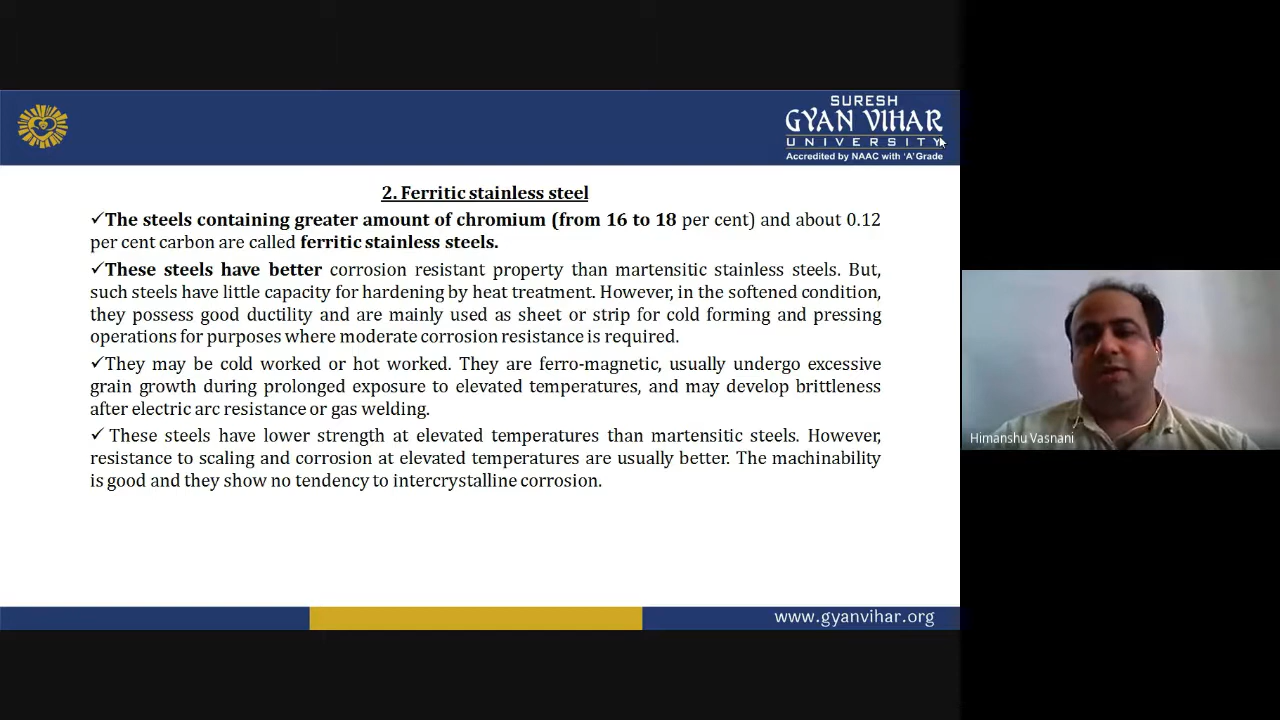 SURESH
GYAN VIHAR
UNIVERSITY
Accredited by NAAC with 'A' Grade
2. Ferritic stainless steel
✓The steels containing greater amount of chromium (from 16 to 18 per cent) and about 0.12
per cent carbon are called ferritic stainless steels.
✓These steels have better corrosion resistant property than martensitic stainless steels. But,
such steels have little capacity for hardening by heat treatment. However, in the softened condition,
they possess good ductility and are mainly used as sheet or strip for cold forming and pressing
operations for purposes where moderate corrosion resistance is required.
✓They may be cold worked or hot worked. They are ferro-magnetic, usually undergo excessive
grain growth during prolonged exposure to elevated temperatures, and may develop brittleness
after electric arc resistance or gas welding.
✓ These steels have lower strength at elevated temperatures than martensitic steels. However,
resistance to scaling and corrosion at elevated temperatures are usually better. The machinability
is good and they show no tendency to intercrystalline corrosion.
Himanshu Vasnani
www.gyanvihar.org